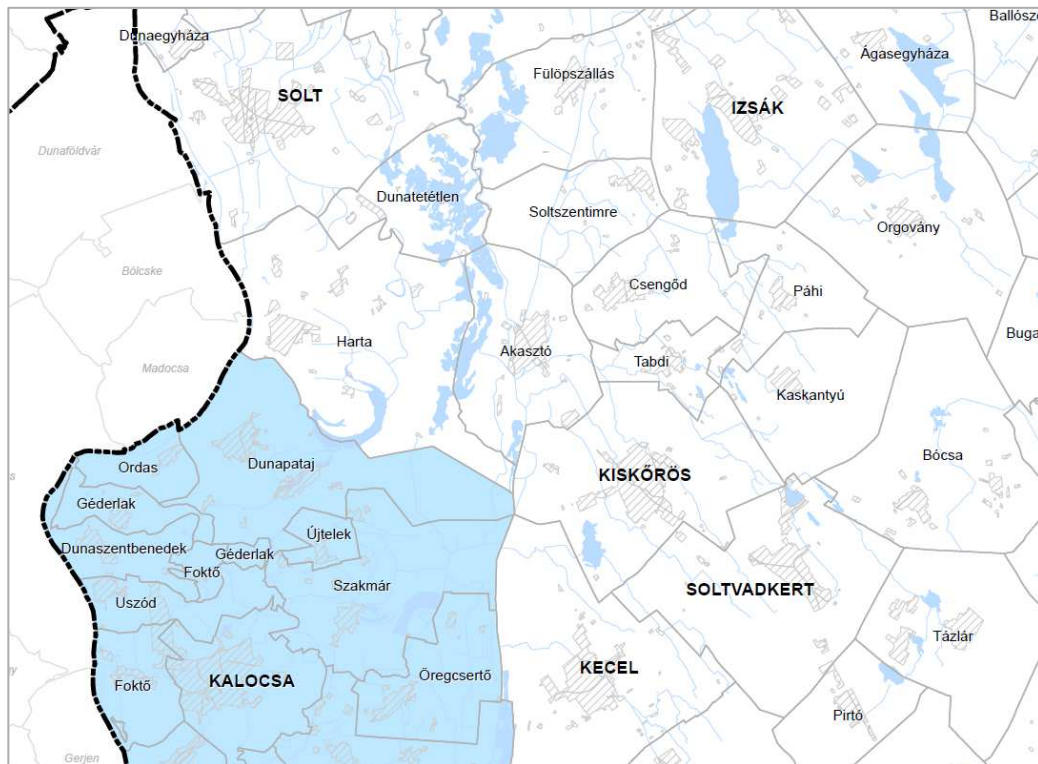 Ballósz
Dunaegyháza
Ágasegyháza
Fülöpszállás
SOLT
IZSÁK
Dunaföldvár
Dunatetétlen
Soltszentimre
Orgovány
Bölcske
Csengőd
Páhi
Harta
Akasztó
Buga
Madocsa
Tabdi
Kaskantyú
Ordas
Dunapataj
Bócsa
KISKŐRÖS
Géderlak
Újtelek
Dunaszentbenedek
Géderlak
Foktő
Szakmár
SOLTVADKERT
Uszód
Tázlár
Öregcsertő
KECEL
KALOCSA
Foktő
Pirtó
Gerjen